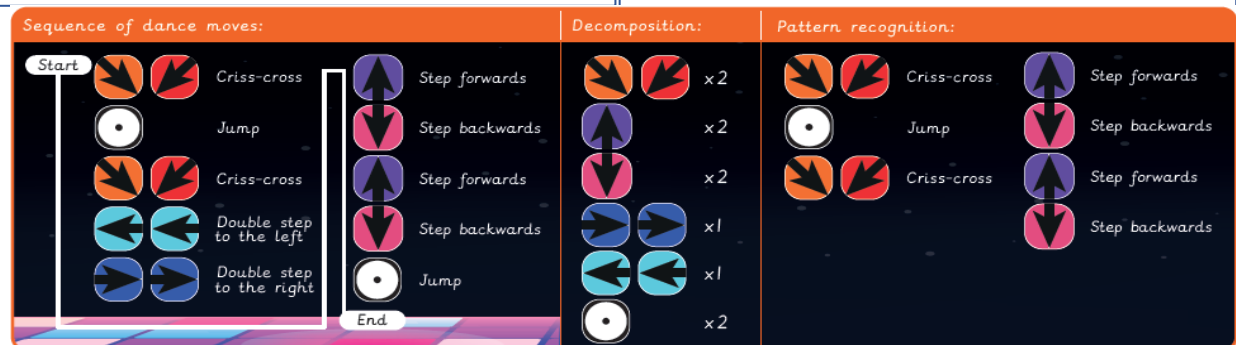 Sequence of dance moves:
Start
Criss-cross
Jump
Criss-cross
Double step
to the left
Double step
to the right
Step forwards
Step backwards
Step forwards
Step backwards
Jump
End
Decomposition:
x2
x2
x2
x1
x1
x2
Pattern recognition:
Criss-cross
Jump
Criss-cross
Step forwards
Step backwards
Step forwards
Step backwards